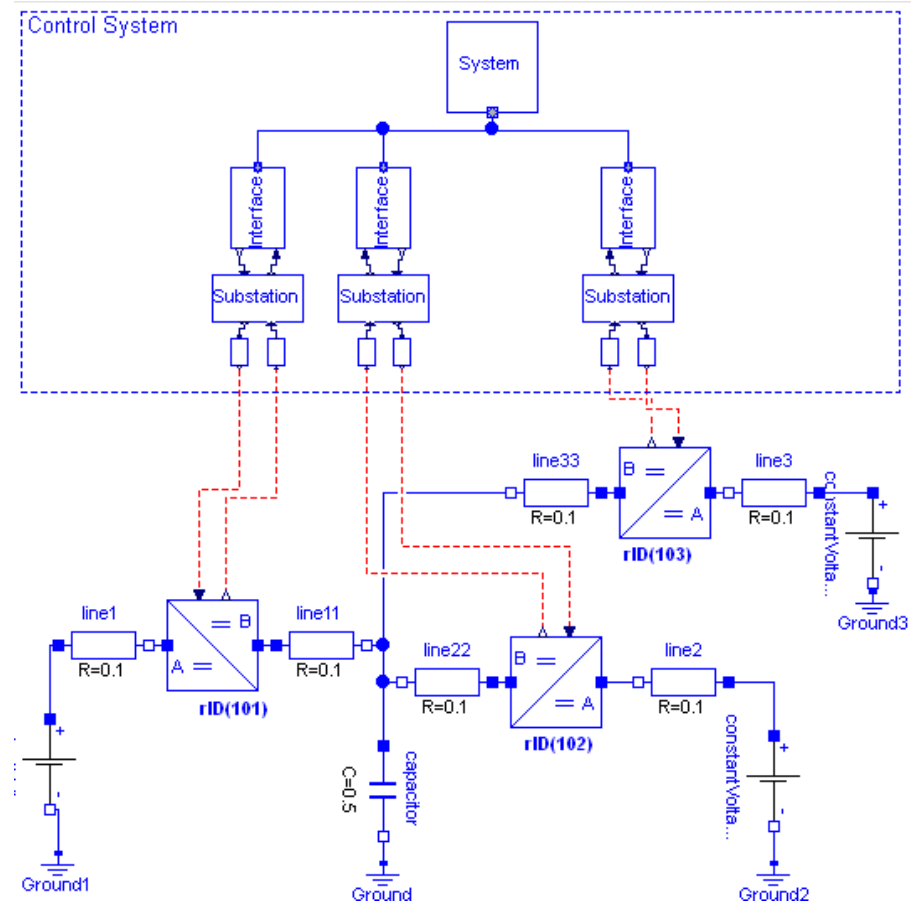 Control System
System
Interface
Interface
Interface
Substation
Substation
Substation
line33
R=0.1
B
A
rID(103)
line3
R=0.1
constantVolta...
+
-
Ground3
line1
R=0.1
B
A
rID(101)
line11
R=0.1
line22
R=0.1
B
A
rID(102)
line2
R=0.1
constantVolta...
+
-
Ground2
+
-
Ground1
capacitor
C=0.5
Ground